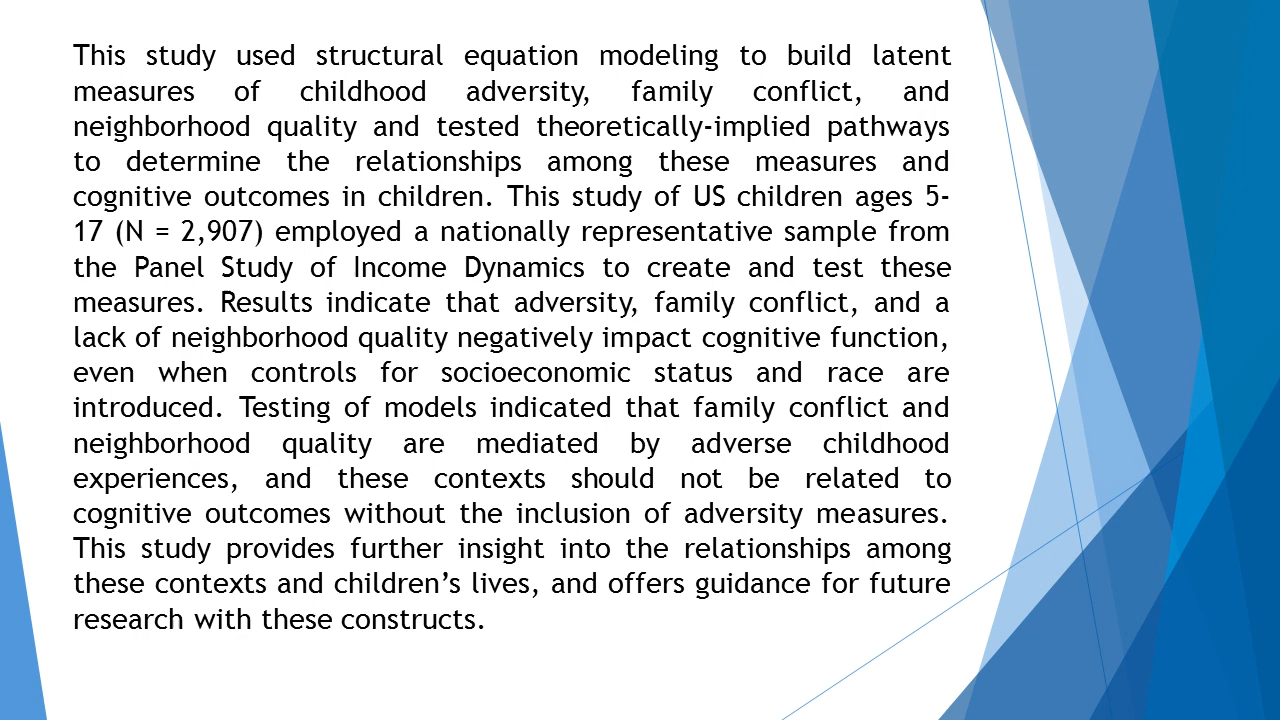 This study used structural equation modeling to build latent
measures of childhood adversity, family conflict, and
neighborhood quality and tested theoretically-implied pathways
to determine the relationships among these measures and
cognitive outcomes in children. This study of US children ages 5-
17 (N = 2,907) employed a nationally representative sample from
the Panel Study of Income Dynamics to create and test these
measures. Results indicate that adversity, family conflict, and a
lack of neighborhood quality negatively impact cognitive function,
even when controls for socioeconomic status and race are
introduced. Testing of models indicated that family conflict and
neighborhood quality are mediated by adverse childhood
experiences, and these contexts should not be related to
cognitive outcomes without the inclusion of adversity measures.
This study provides further insight into the relationships among
these contexts and children’s lives, and offers guidance for future
research with these constructs.